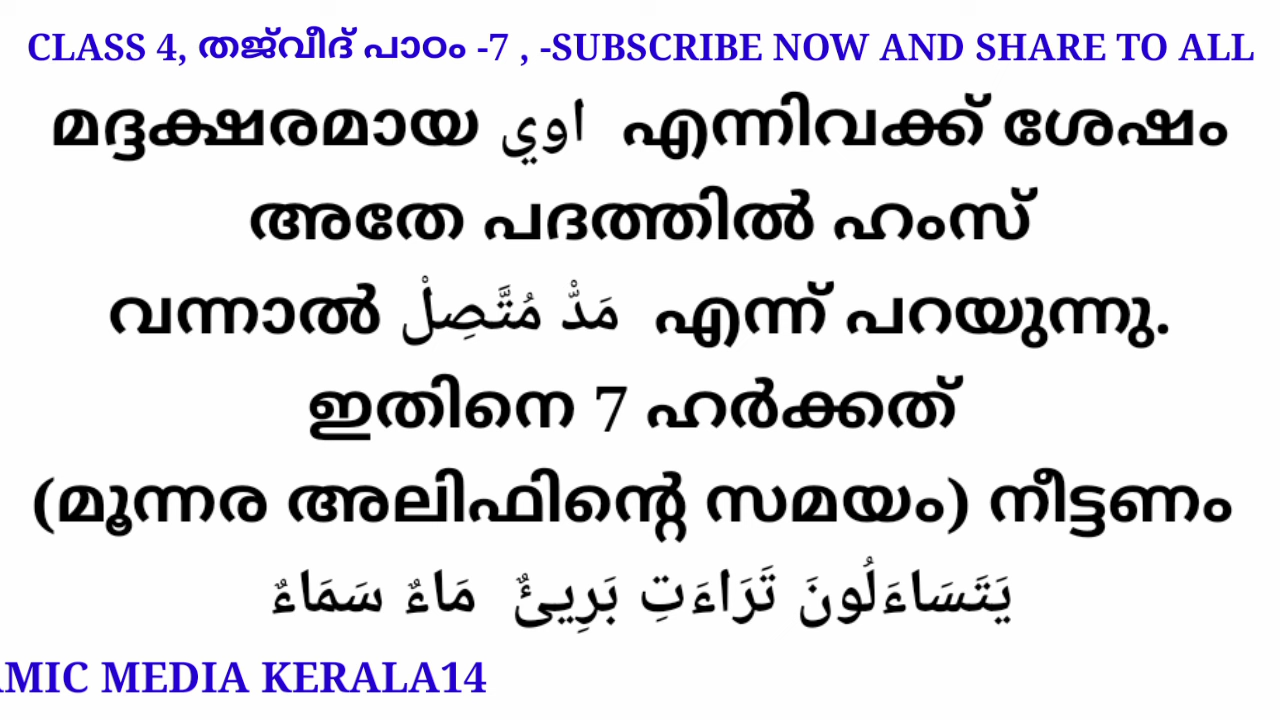 CLASS 4, തജ്‌വീദ് പാഠം -7 , -SUBSCRIBE NOW AND SHARE TO ALL
മദ്ദക്ഷരമായ اوي എന്നിവക്ക് ശേഷം
അതേ പദത്തിൽ ഹംസ്
വന്നാൽ مَدّْ مُتَّصِلْ എന്ന് പറയുന്നു.
ഇതിനെ 7 ഹർക്കത്
(മൂന്നര അലിഫിന്റെ സമയം) നീട്ടണം
يَتَسَاءَلُونَ تَرَاءَتِ بَرِيئٌ مَاءٌ سَمَاءٌ
MIC MEDIA KERALA14